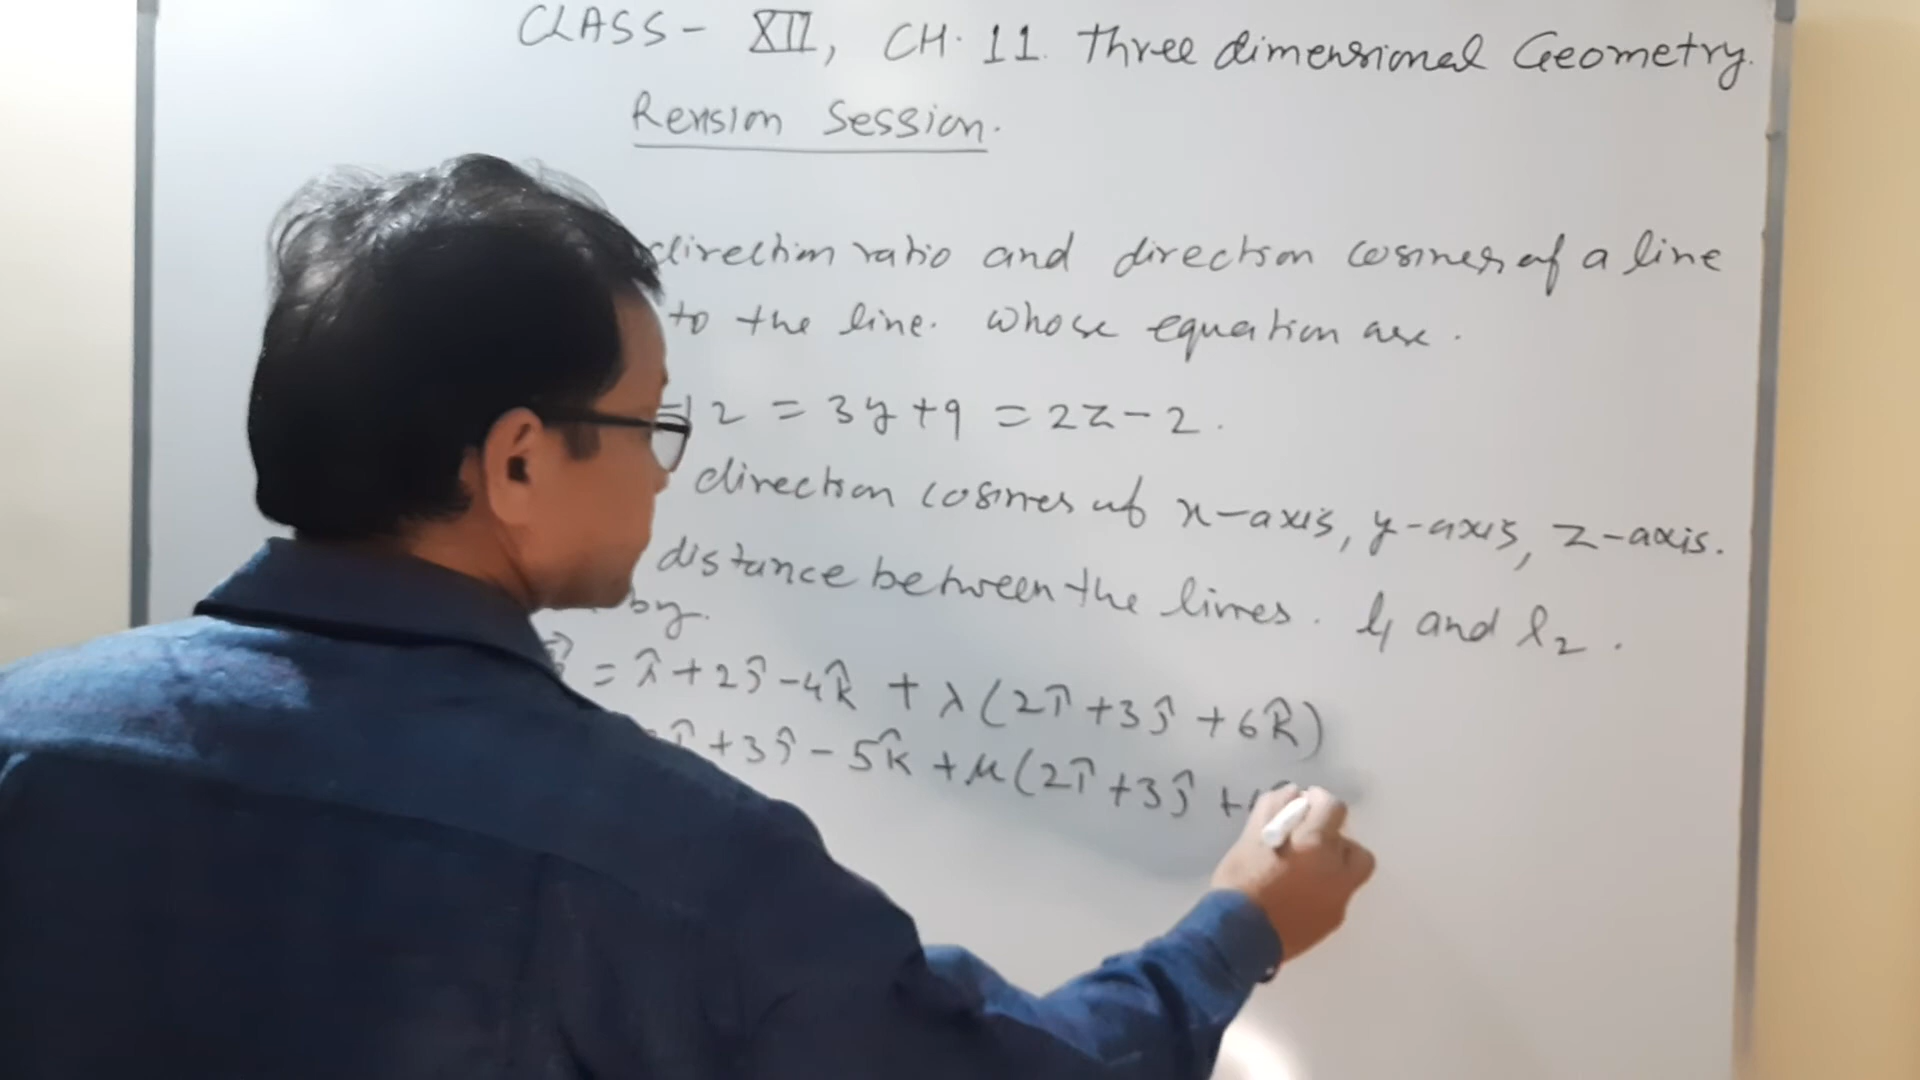 CLASS - XII, CH. 11. Three dimensional Geometry.
Revision Session.
direction ratio and direction cosines of a line
to the line. whose equation are.
12 = 3y+9 = 2z-2.
direction cosines of x-axis, y-axis, z-axis.
distance between the lines. l1 and l2.
by.
= î+2ĵ-4k̂ + λ(2î+3ĵ+6k̂)
î+3ĵ-5k̂+μ(2î+3ĵ+